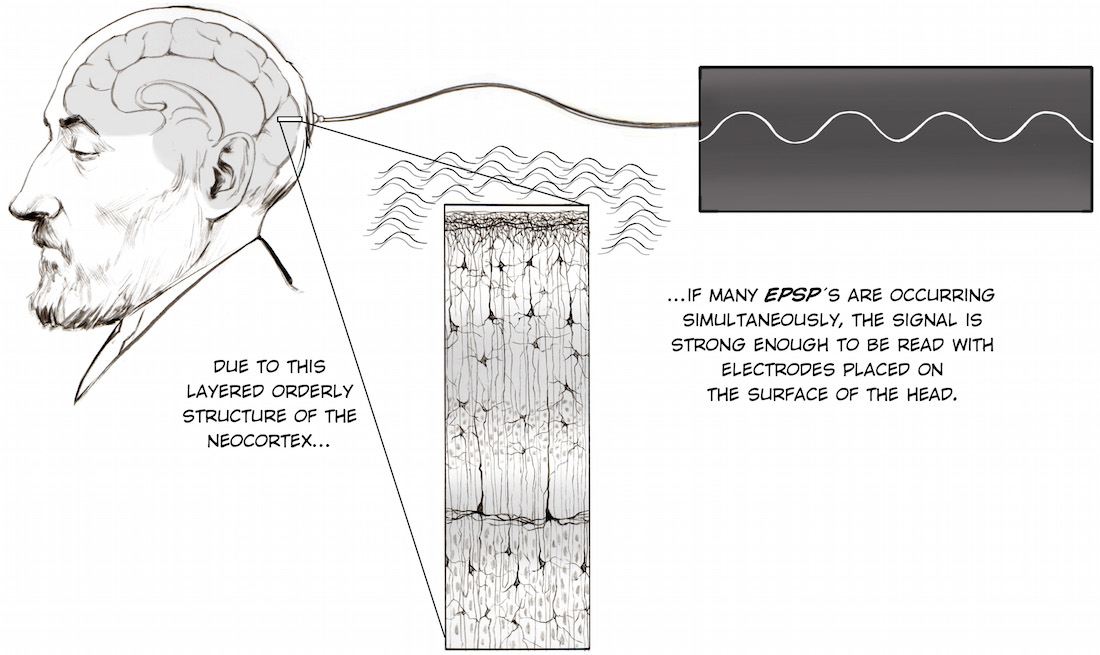 DUE TO THIS
LAYERED ORDERLY
STRUCTURE OF THE
NEOCORTEX...
...IF MANY EPSP'S ARE OCCURRING
SIMULTANEOUSLY, THE SIGNAL IS
STRONG ENOUGH TO BE READ WITH
ELECTRODES PLACED ON
THE SURFACE OF THE HEAD.